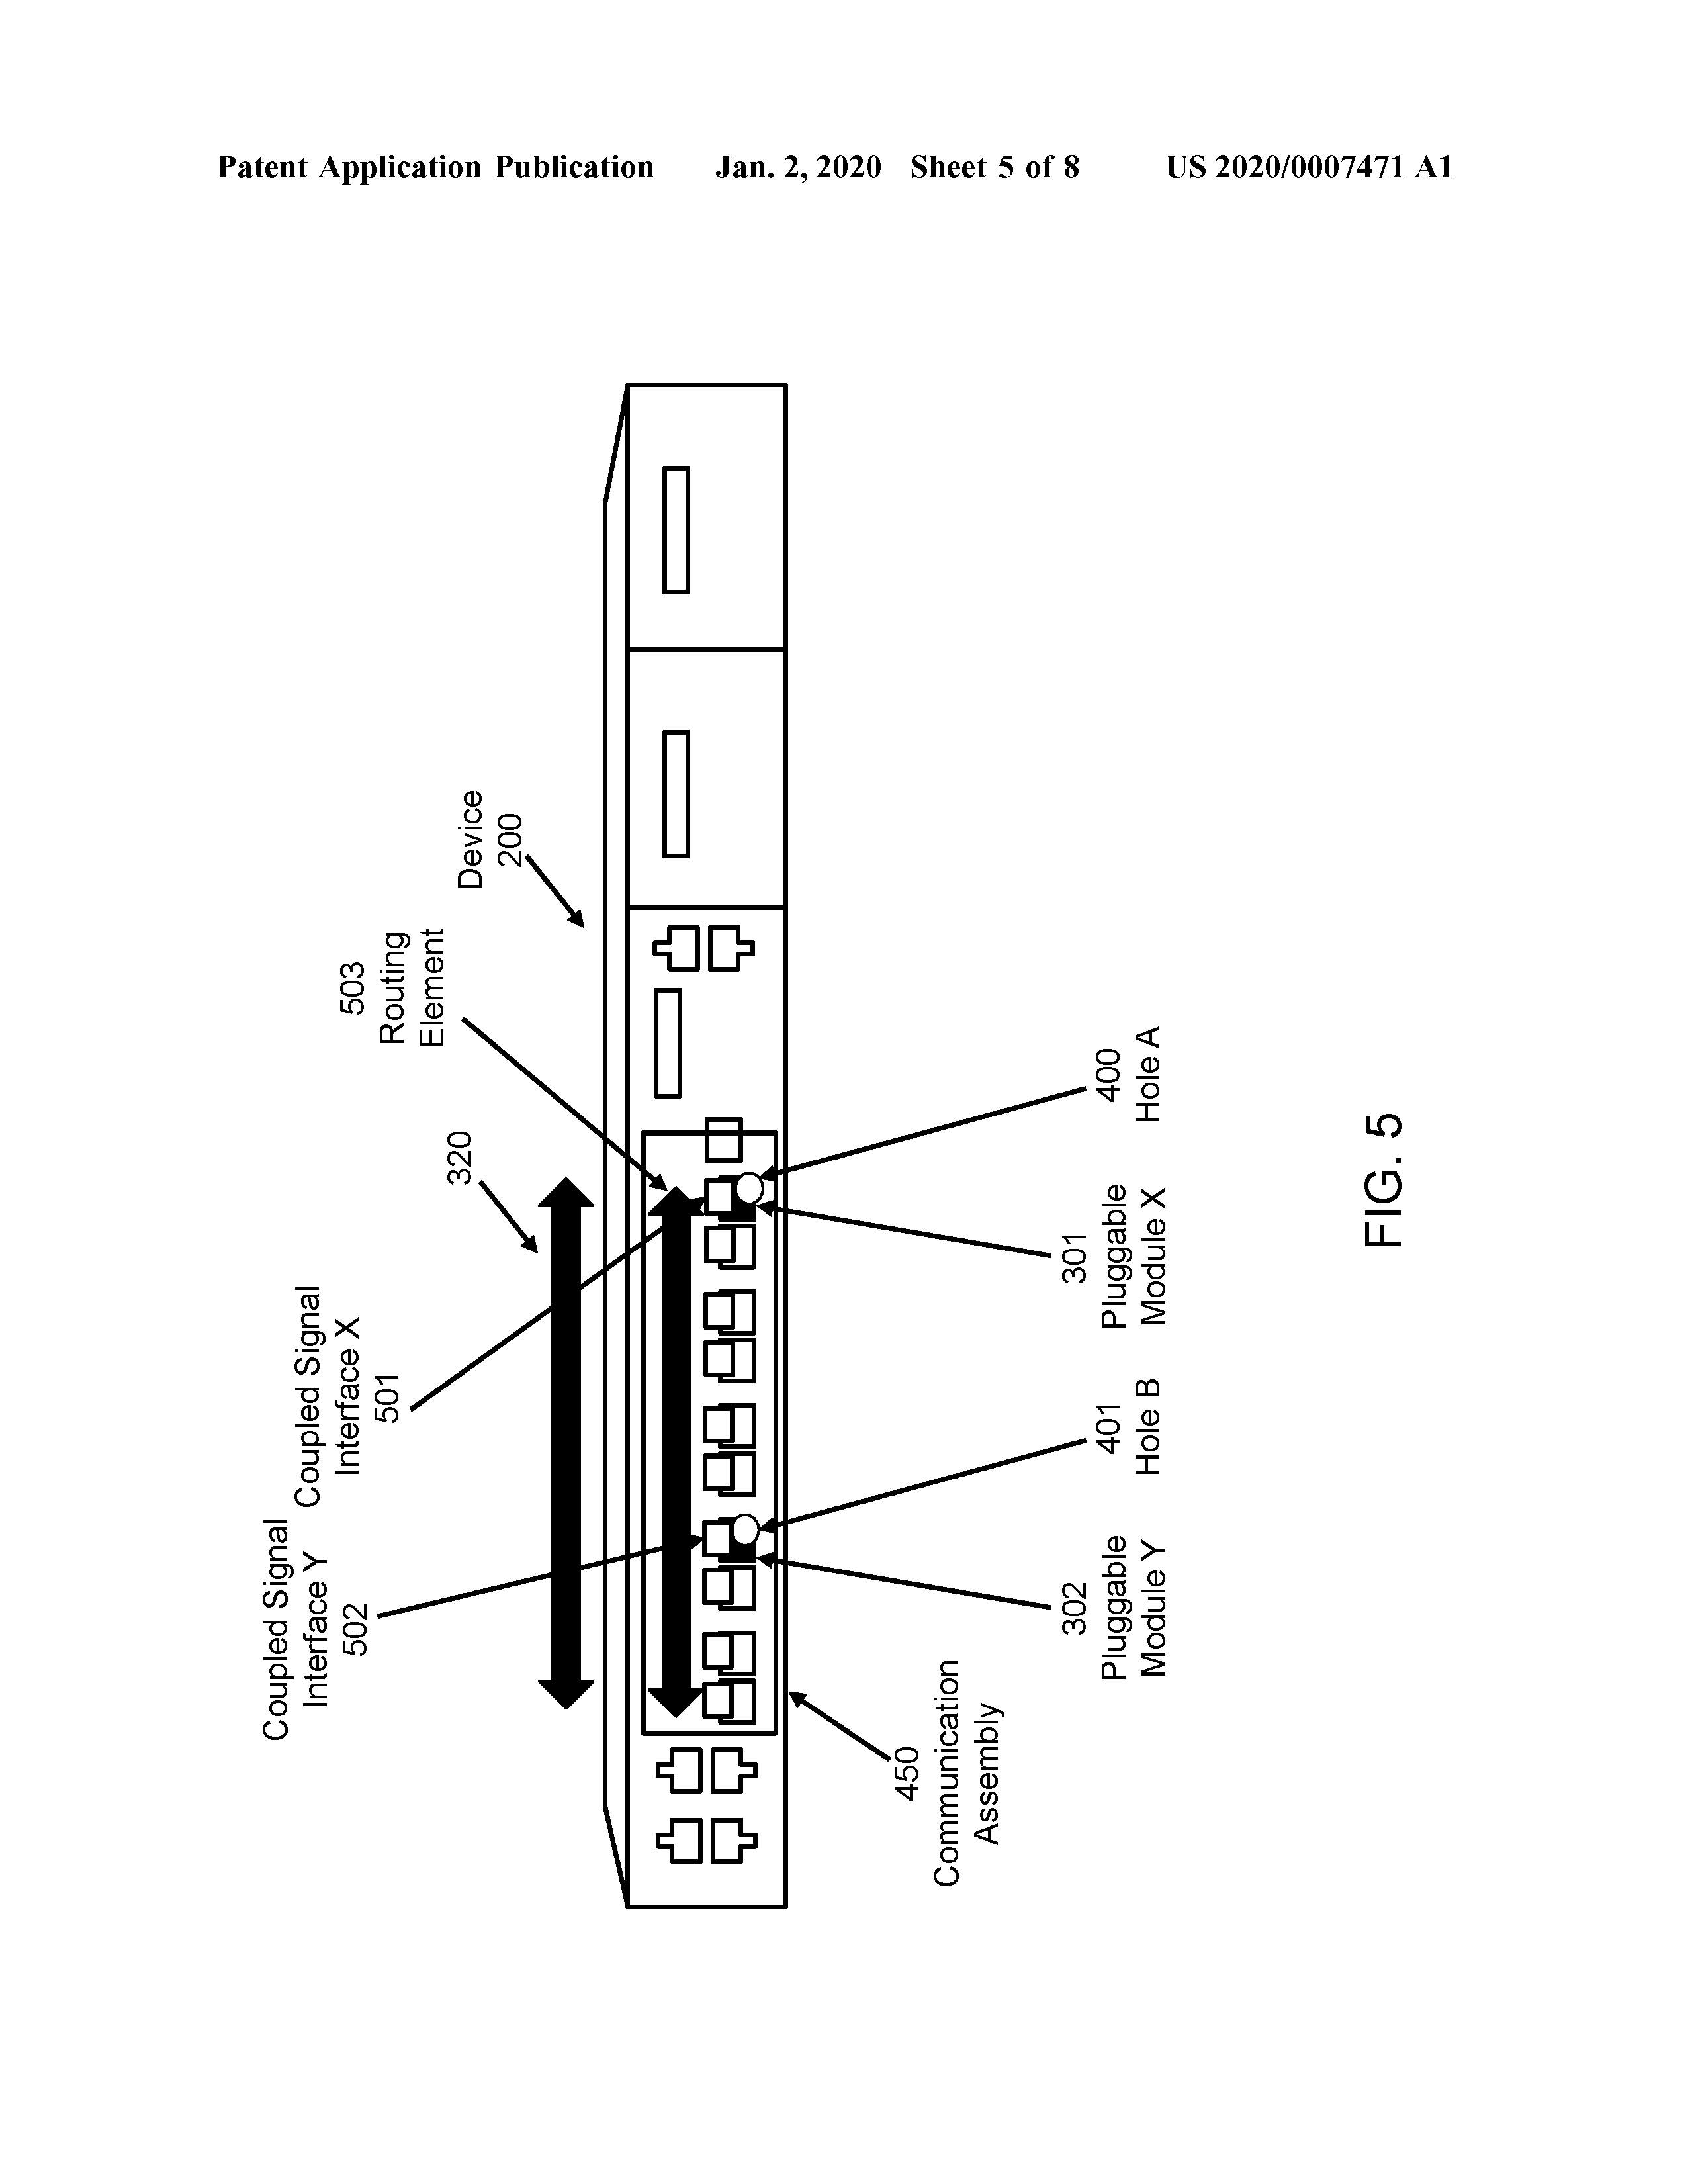 Patent Application Publication Jan. 2, 2020 Sheet 5 of 8 US 2020/0007471 A1
Coupled Signal
Interface Y
502
Coupled Signal
Interface X
501
320
503
Routing
Element
Device
200
450
Communication
Assembly
302
Pluggable
Module Y
401
Hole B
301
Pluggable
Module X
400
Hole A
FIG. 5